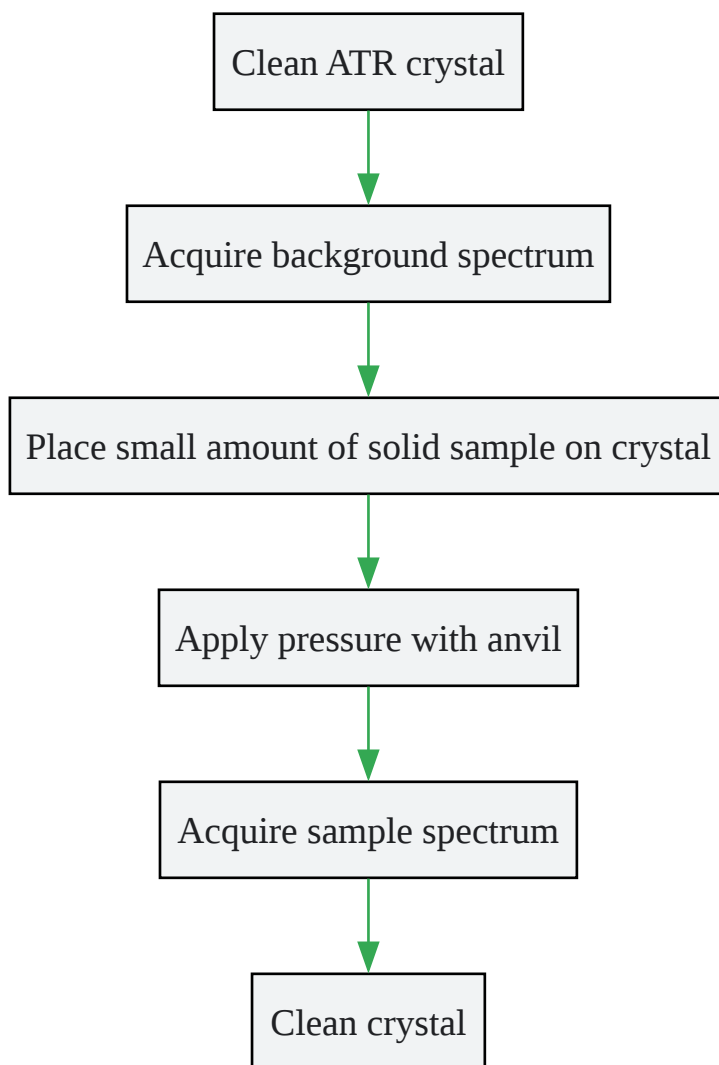 Clean ATR crystal
Acquire background spectrum
Place small amount of solid sample on crystal
Apply pressure with anvil
Acquire sample spectrum
Clean crystal